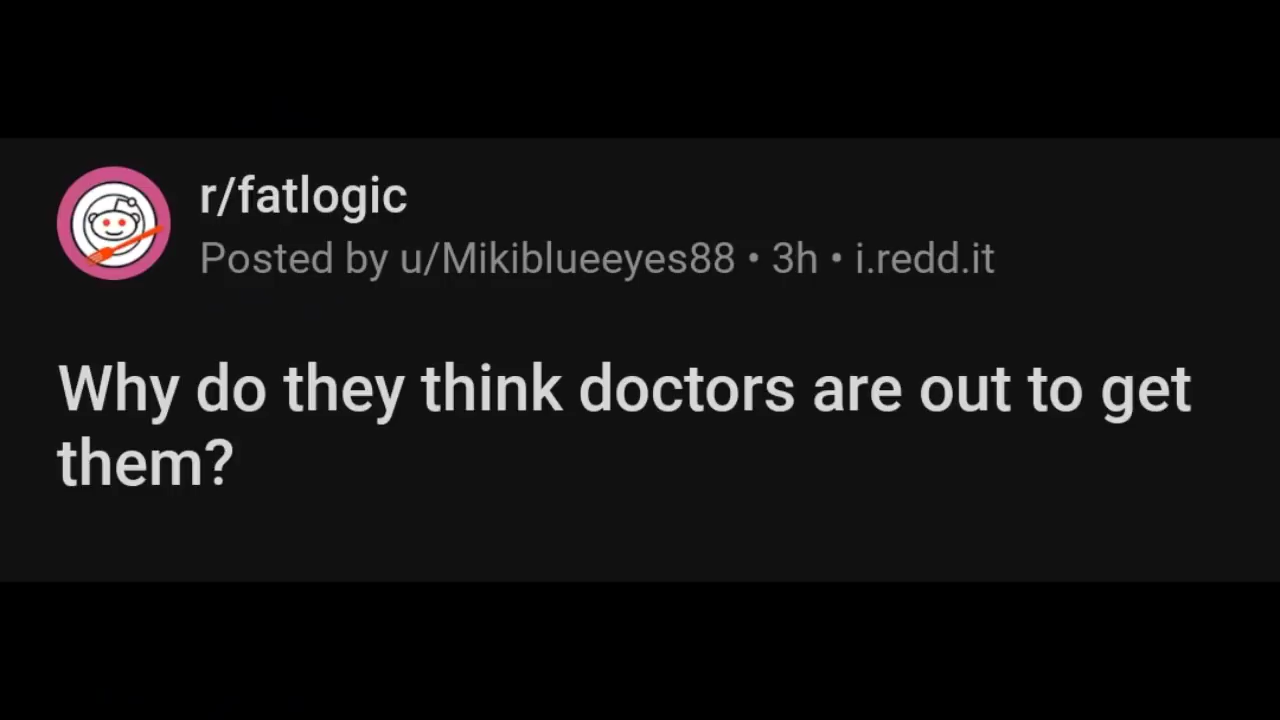 r/fatlogic
Posted by u/Mikiblueeyes88 • 3h • i.redd.it
Why do they think doctors are out to get
them?